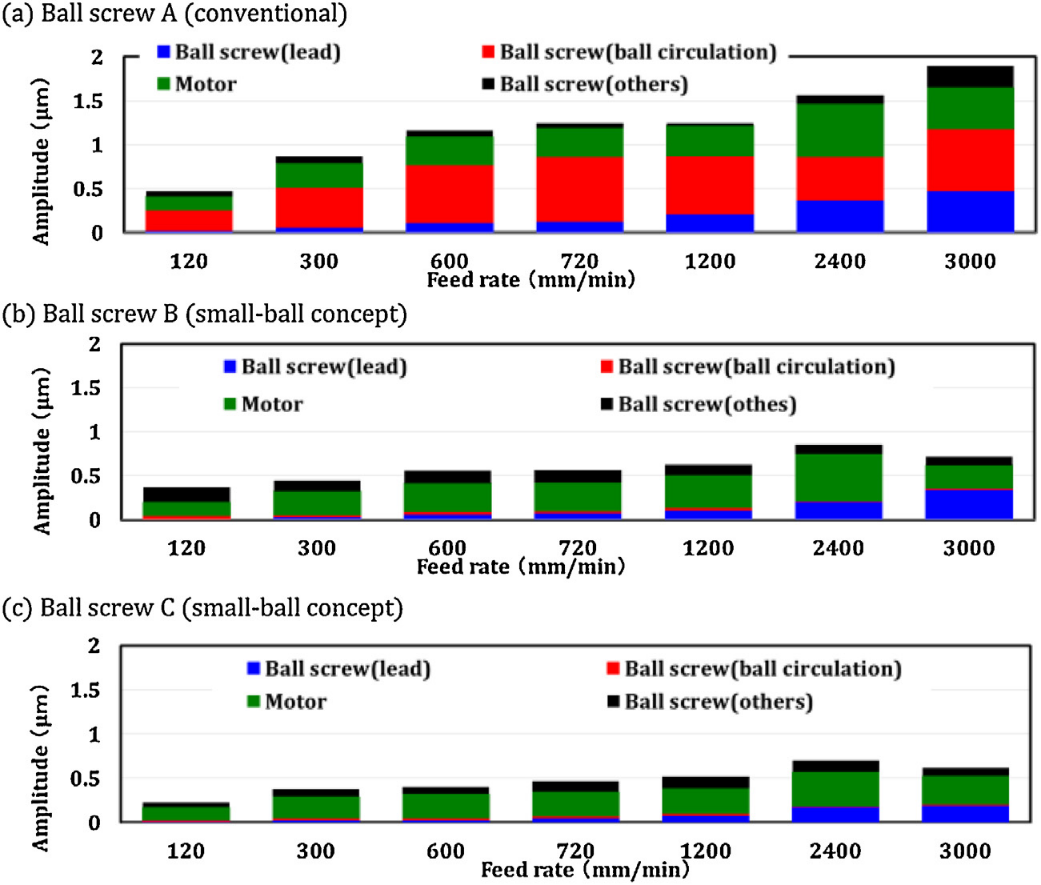 (a) Ball screw A (conventional)
Ball screw(lead) Ball screw(ball circulation)
Motor Ball screw(others)
Amplitude (μm)
2
1.5
1
0.5
0
120 300 600 720 1200 2400 3000
Feed rate (mm/min)
(b) Ball screw B (small-ball concept)
Ball screw(lead) Ball screw(ball circulation)
Motor Ball screw(othes)
Amplitude (μm)
2
1.5
1
0.5
0
120 300 600 720 1200 2400 3000
Feed rate (mm/min)
(c) Ball screw C (small-ball concept)
Ball screw(lead) Ball screw(ball circulation)
Motor Ball screw(others)
Amplitude (μm)
2
1.5
1
0.5
0
120 300 600 720 1200 2400 3000
Feed rate (mm/min)